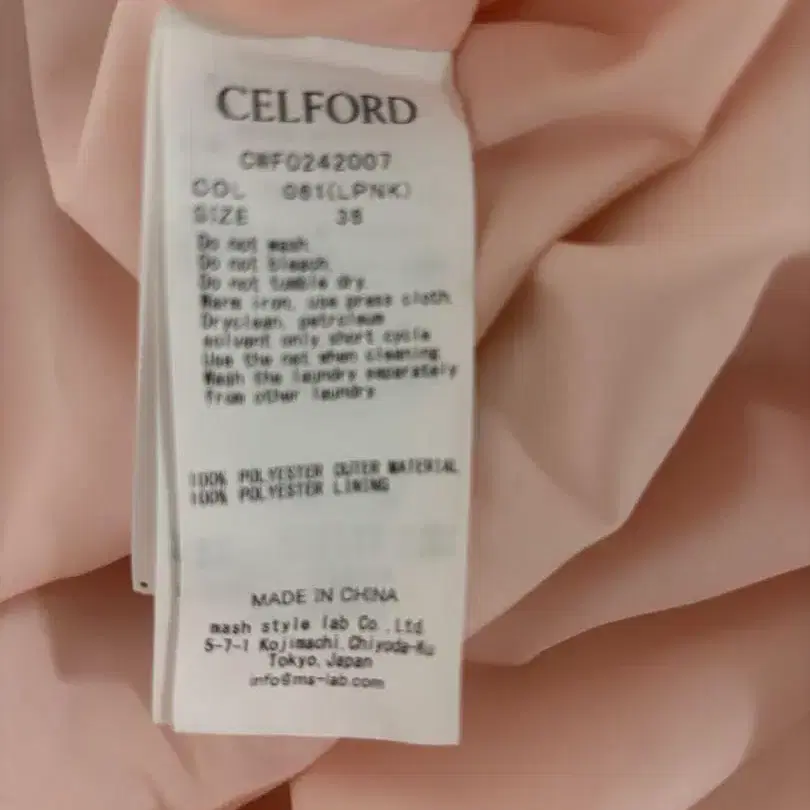 CELFORD
CWFO242007
COL 081(LPNK)
SIZE 38
Do not wash.
Do not bleach.
Do not tumble dry.
Warm iron, use press cloth.
Dryclean, petroleum
solvent only short cycle
Use the net when cleaning.
Wash the laundry separately
from other laundry
100% POLYESTER OUTER MATERIAL
100% POLYESTER LINING
MADE IN CHINA
mash style lab Co.,Ltd.
5-7-1 Kojimachi,Chiyoda-Ku
Tokyo,Japan
info@ms-lab.com